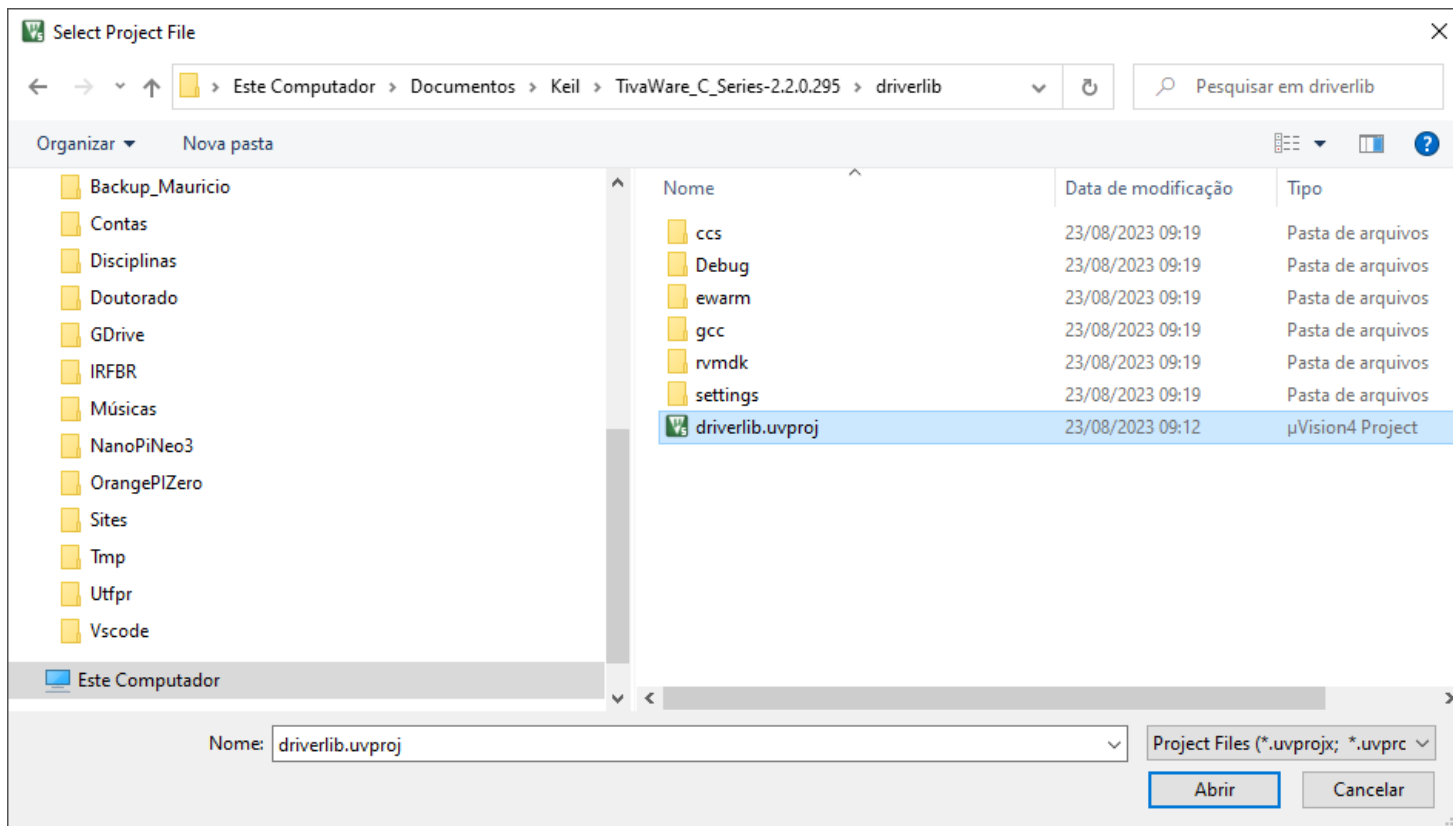 Select Project File
Este Computador > Documentos > Keil > TivaWare_C_Series-2.2.0.295 > driverlib
Pesquisar em driverlib
Organizar
Nova pasta
Backup_Mauricio
Contas
Disciplinas
Doutorado
GDrive
IRFBR
Músicas
NanoPiNeo3
OrangePIZero
Sites
Tmp
Utfpr
Vscode
Este Computador
Nome Data de modificação Tipo
ccs 23/08/2023 09:19 Pasta de arquivos
Debug 23/08/2023 09:19 Pasta de arquivos
ewarm 23/08/2023 09:19 Pasta de arquivos
gcc 23/08/2023 09:19 Pasta de arquivos
rvmdk 23/08/2023 09:19 Pasta de arquivos
settings 23/08/2023 09:19 Pasta de arquivos
driverlib.uvproj 23/08/2023 09:12 µVision4 Project
Nome: driverlib.uvproj
Project Files (*.uvprojx; *.uvprc
Abrir
Cancelar